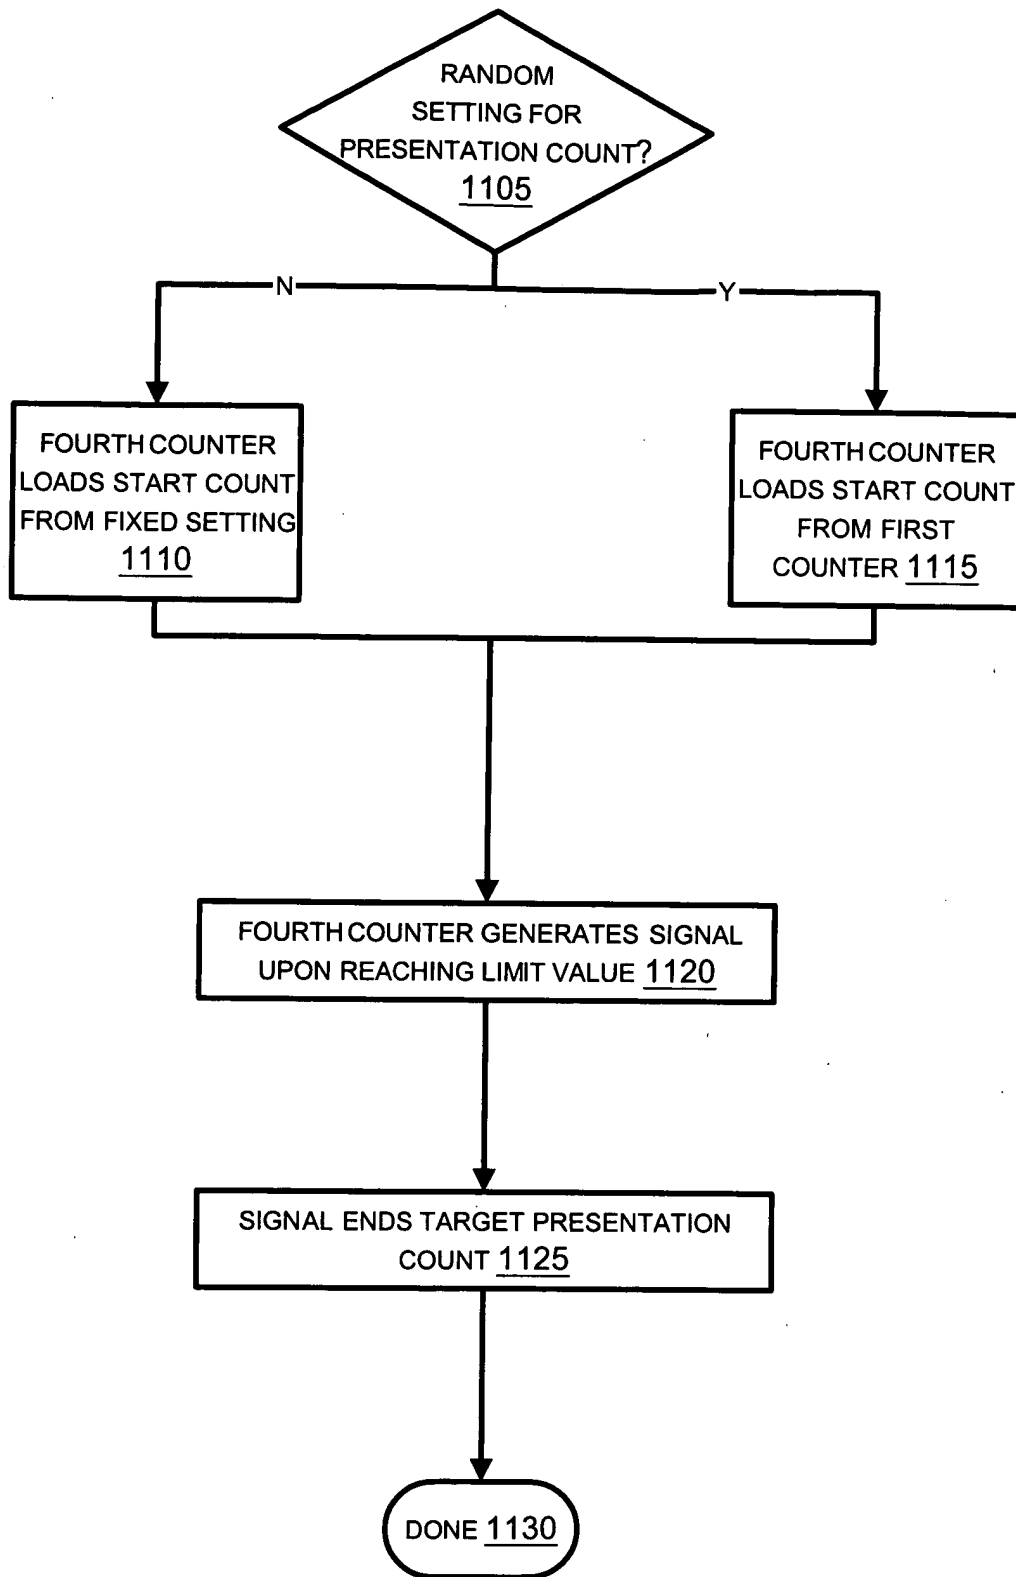 RANDOM
SETTING FOR
PRESENTATION COUNT?
1105
N
Y
FOURTH COUNTER
LOADS START COUNT
FROM FIXED SETTING
1110
FOURTH COUNTER
LOADS START COUNT
FROM FIRST
COUNTER 1115
FOURTH COUNTER GENERATES SIGNAL
UPON REACHING LIMIT VALUE 1120
SIGNAL ENDS TARGET PRESENTATION
COUNT 1125
DONE 1130